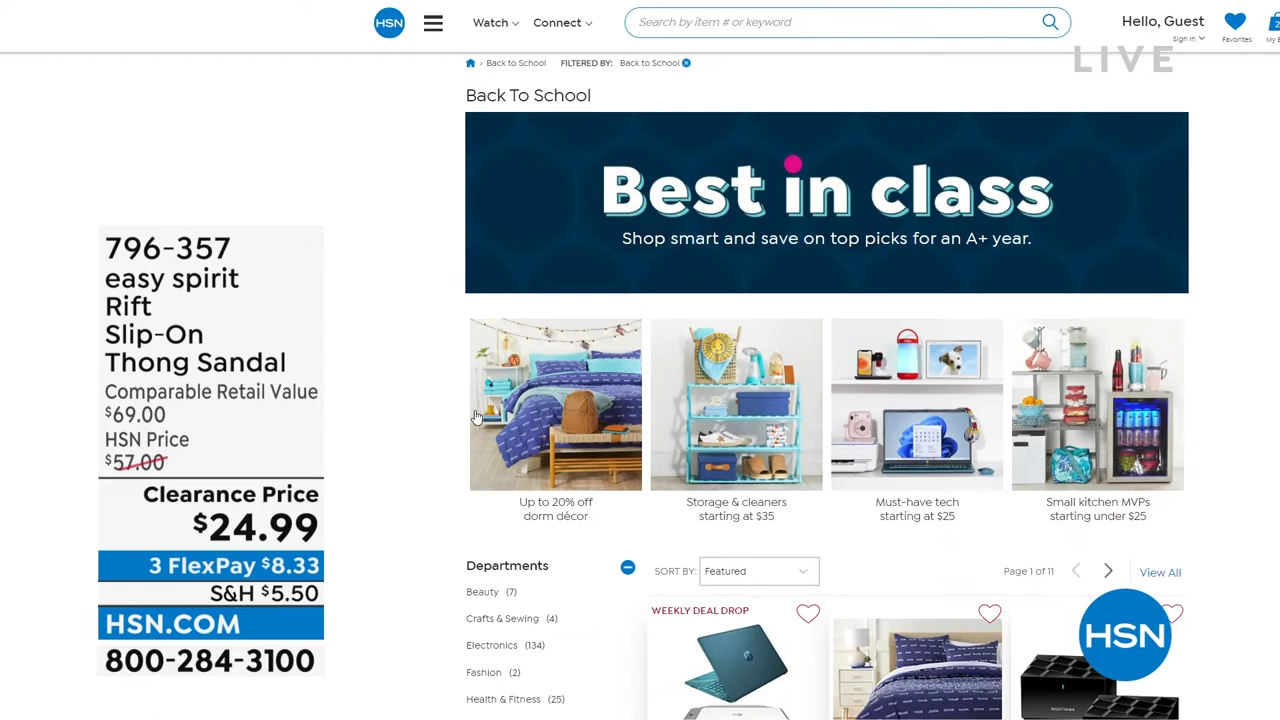 HSN
Watch
Connect
Search by item # or keyword
Hello, Guest
Sign In
Favorites
2
My
LIVE
> Back to School
FILTERED BY:
Back to School
Back To School
Best in class
Shop smart and save on top picks for an A+ year.
796-357
easy spirit
Rift
Slip-On
Thong Sandal
Comparable Retail Value
$69.00
HSN Price
$57.00
Clearance Price
$24.99
3 FlexPay $8.33
S&H $5.50
HSN.COM
800-284-3100
Up to 20% off
dorm décor
Storage & cleaners
starting at $35
Must-have tech
starting at $25
Small kitchen MVPs
starting under $25
Departments
Beauty (7)
Crafts & Sewing (4)
Electronics (134)
Fashion (2)
Health & Fitness (25)
SORT BY:
Featured
Page 1 of 11
View All
WEEKLY DEAL DROP
HSN